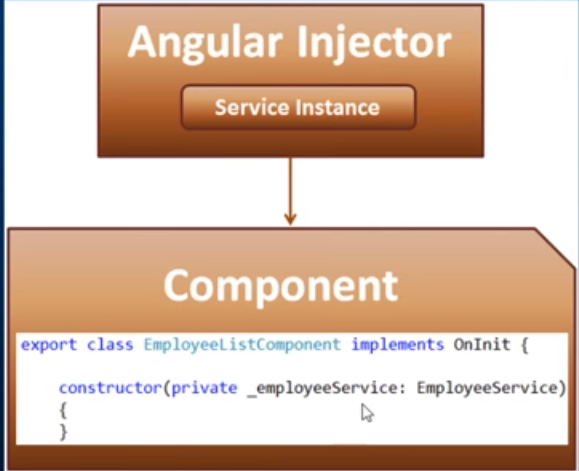 Angular Injector
Service Instance
Component
export class EmployeeListComponent implements OnInit {
constructor(private _employeeService: EmployeeService)
{
}